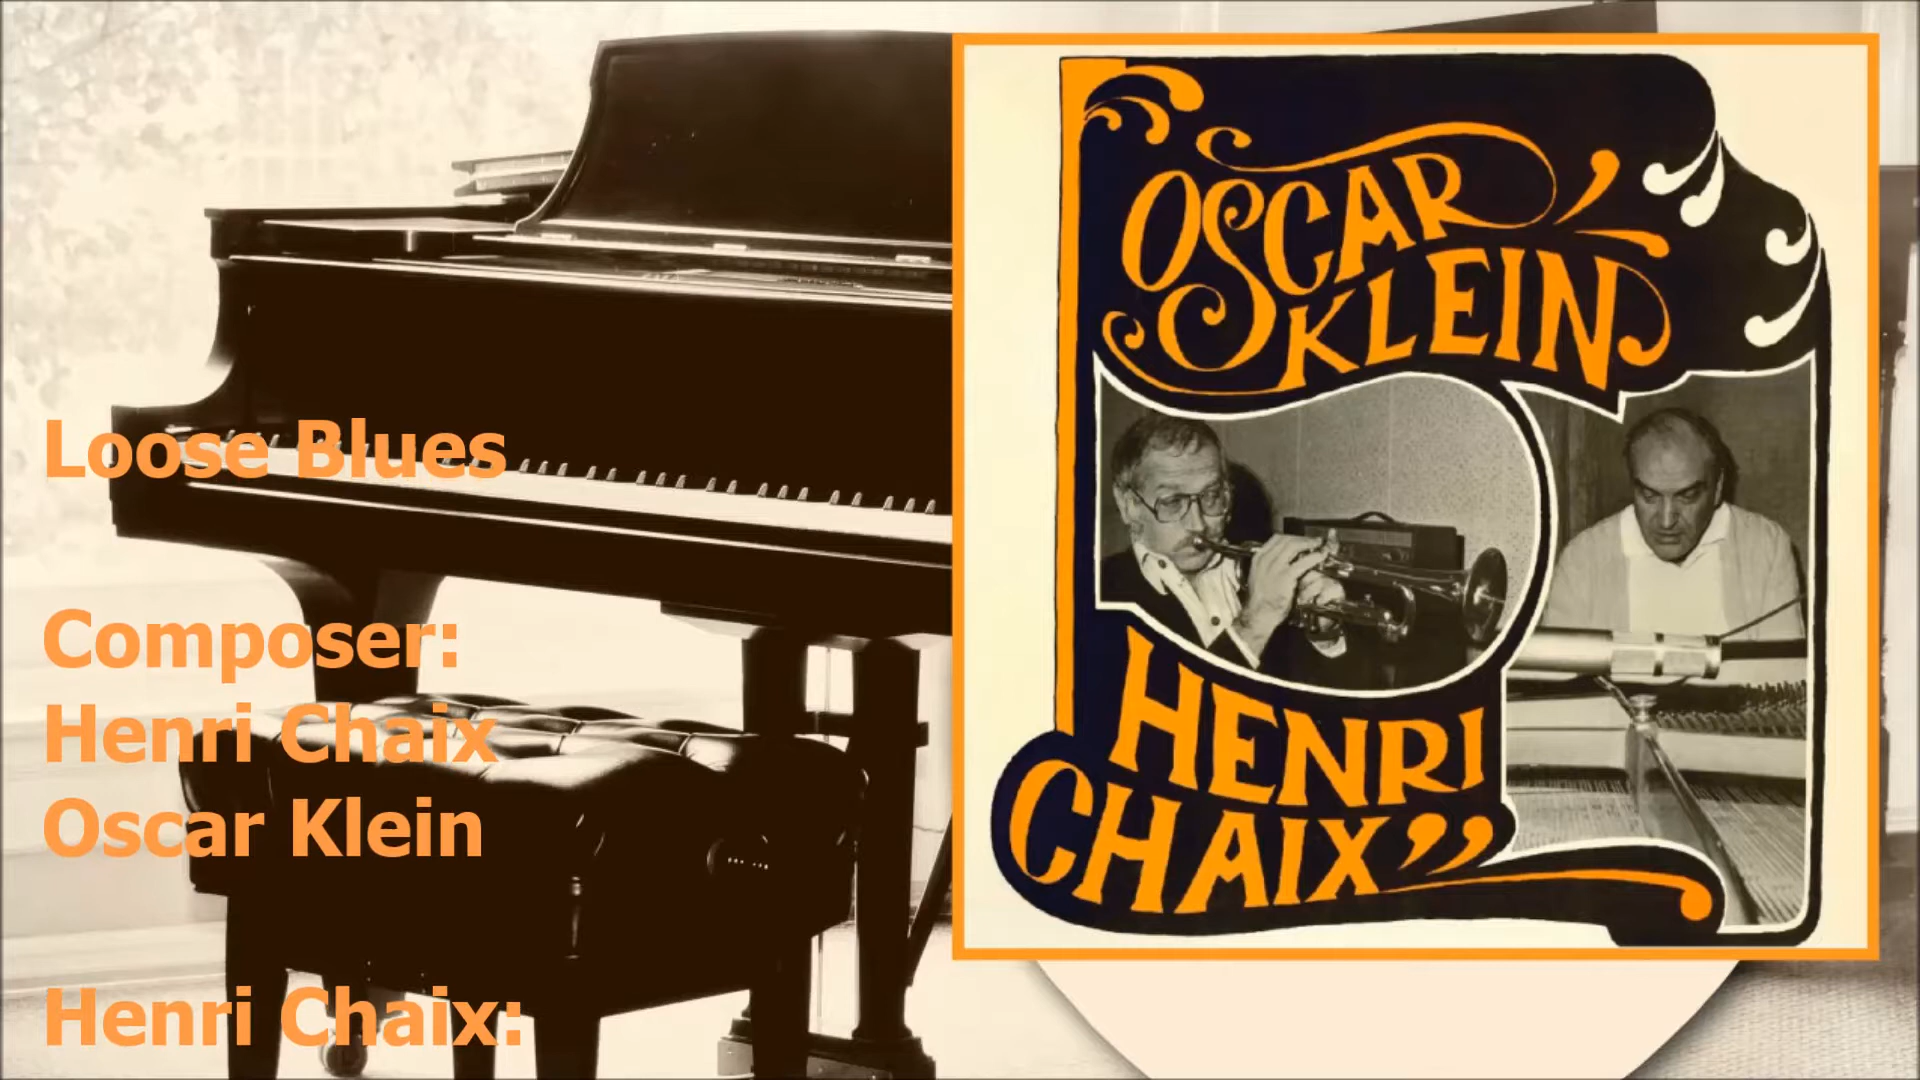 Loose Blues
Composer:
Henri Chaix
Oscar Klein
Henri Chaix:
OSCAR
KLEIN
HENRI
CHAIX